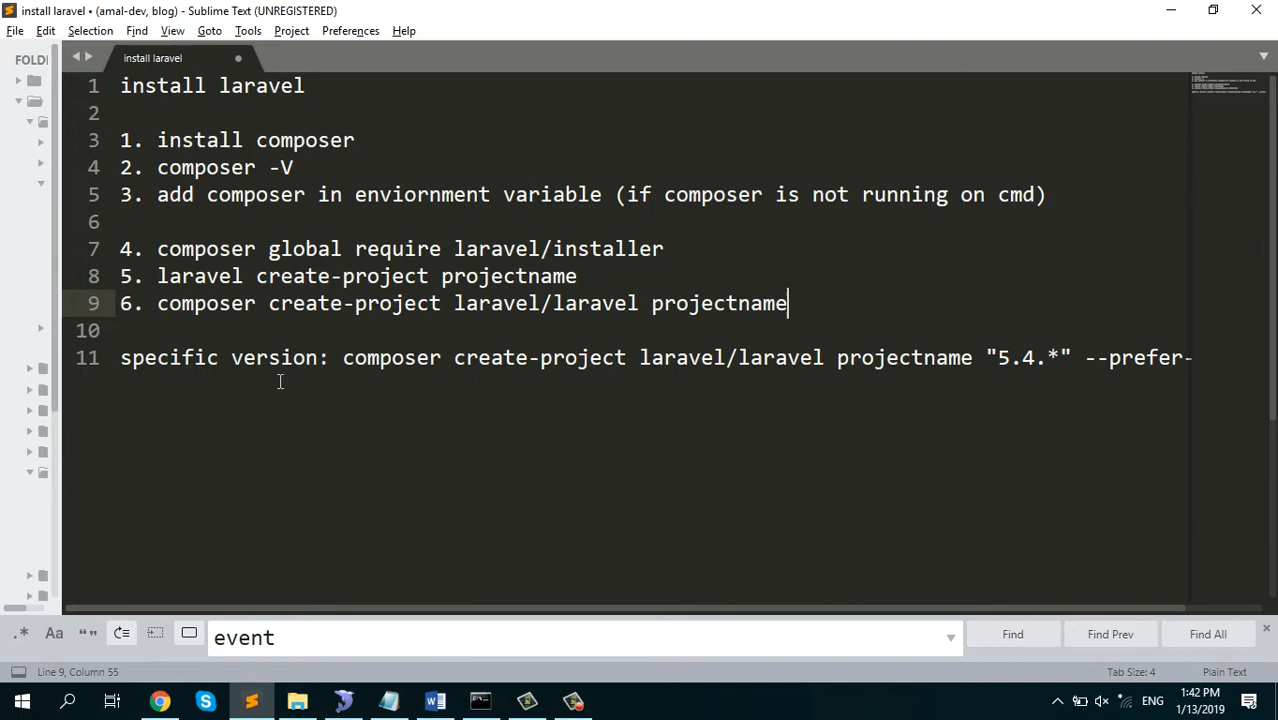 install laravel • (amal-dev, blog) - Sublime Text (UNREGISTERED)
File Edit Selection Find View Goto Tools Project Preferences Help
FOLD
install laravel
1 install laravel
2
3 1. install composer
4 2. composer -V
5 3. add composer in enviornment variable (if composer is not running on cmd)
6
7 4. composer global require laravel/installer
8 5. laravel create-project projectname
9 6. composer create-project laravel/laravel projectname
10
11 specific version: composer create-project laravel/laravel projectname "5.4.*" --prefer-
.* Aa “” event Find Find Prev Find All
Line 9, Column 55 Tab Size: 4 Plain Text
ENG 1:42 PM
1/13/2019